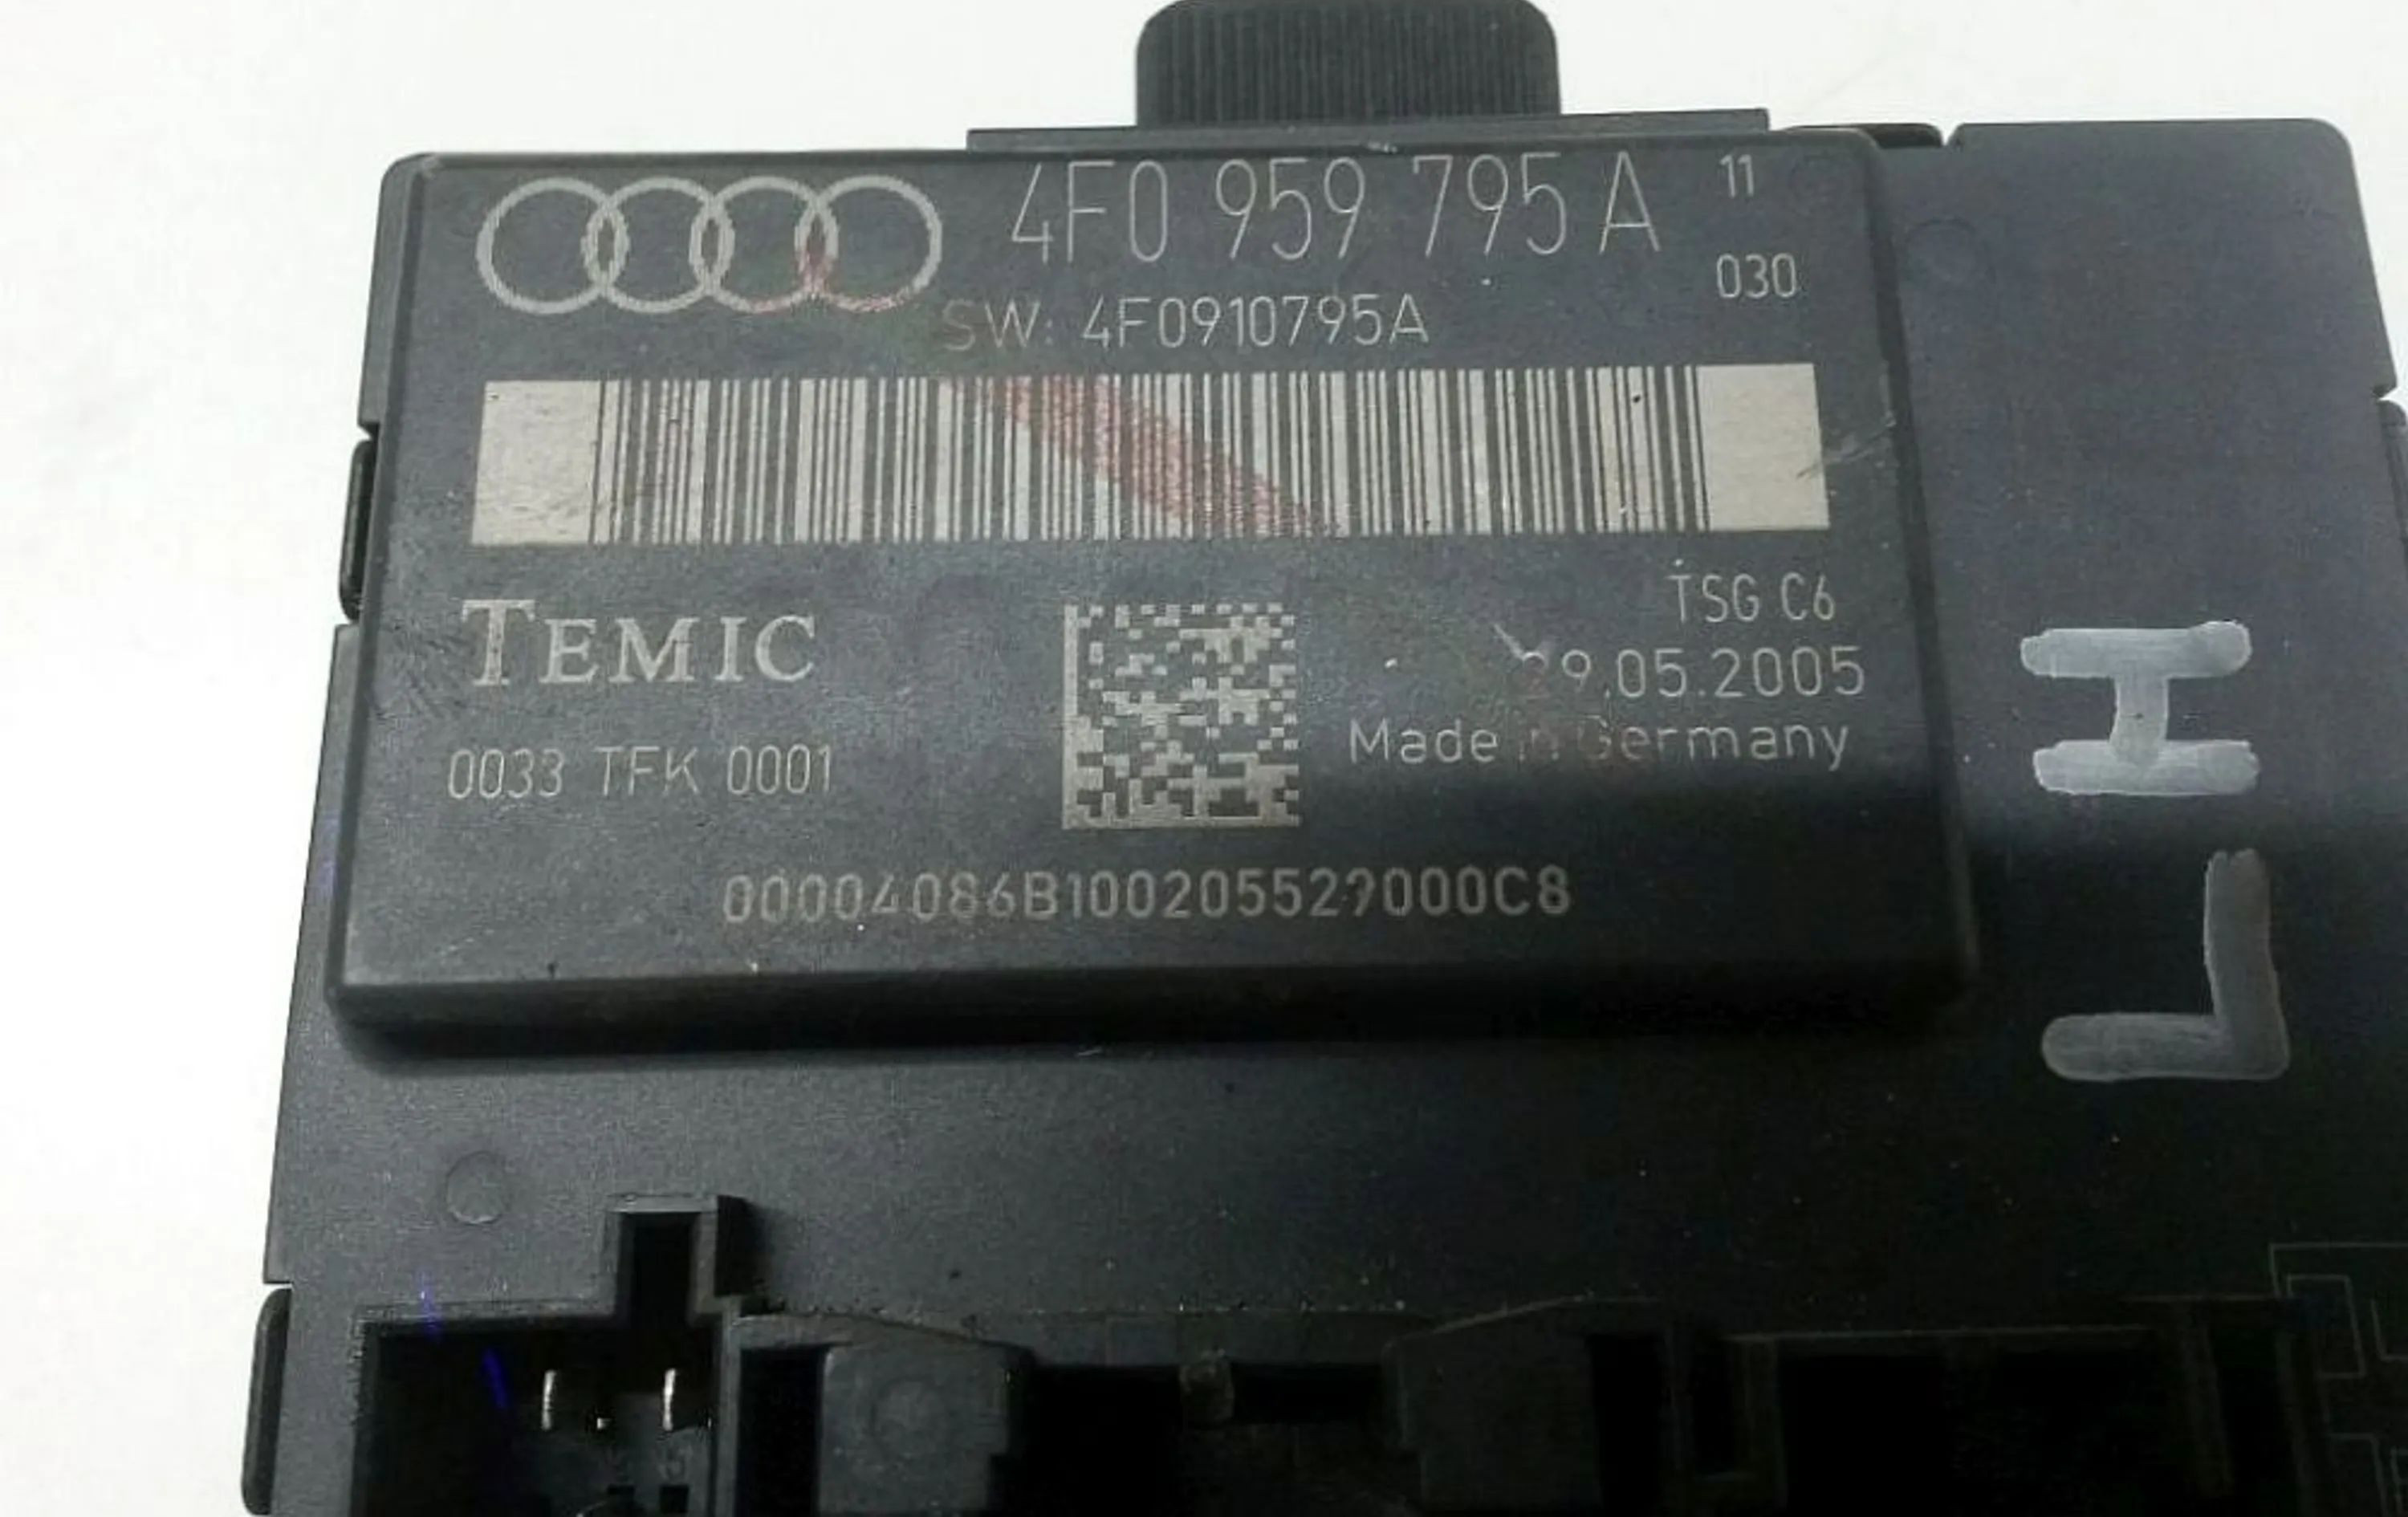 4F0 959 795 A 11
030
SW: 4F0910795A
TEMIC
TSG C6
29.05.2005
Made in Germany
0033 TFK 0001
00004086B100205529000C8
H
L